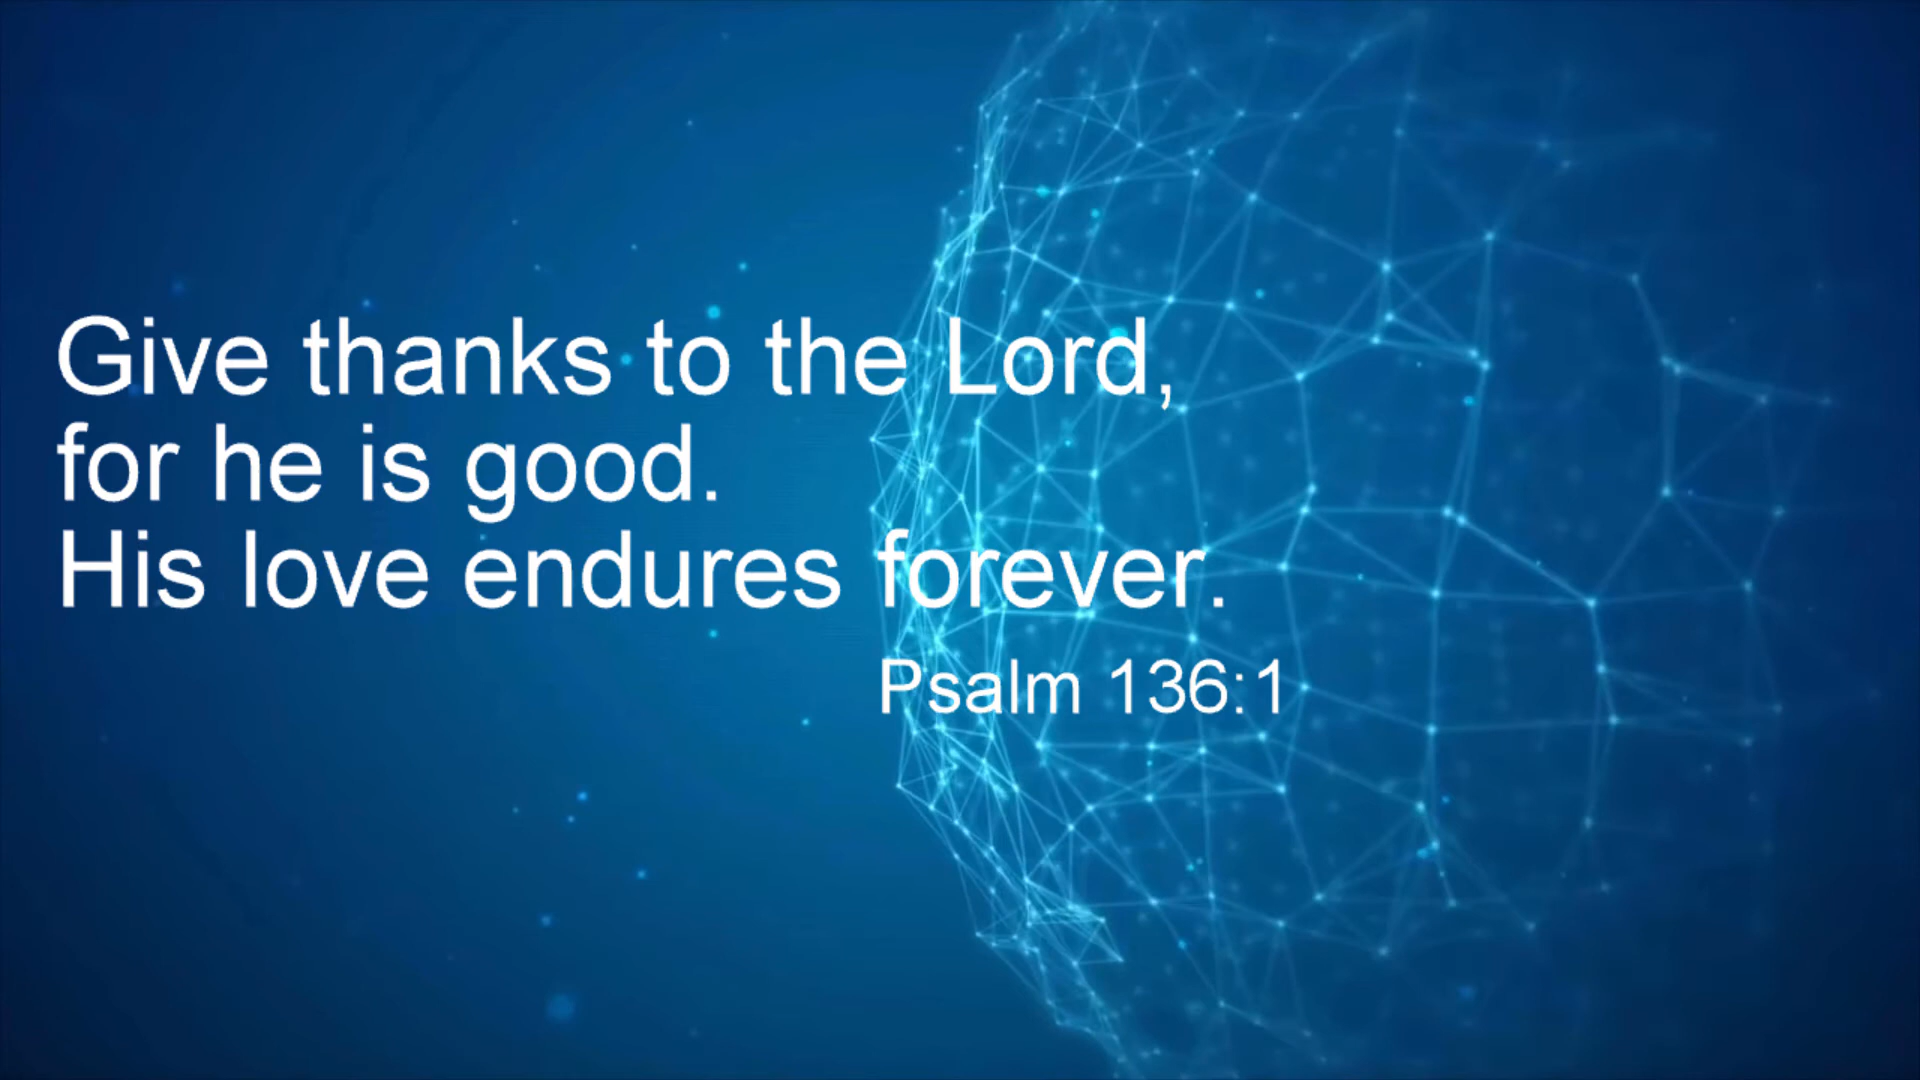 Give thanks to the Lord,
for he is good.
His love endures forever.
Psalm 136:1